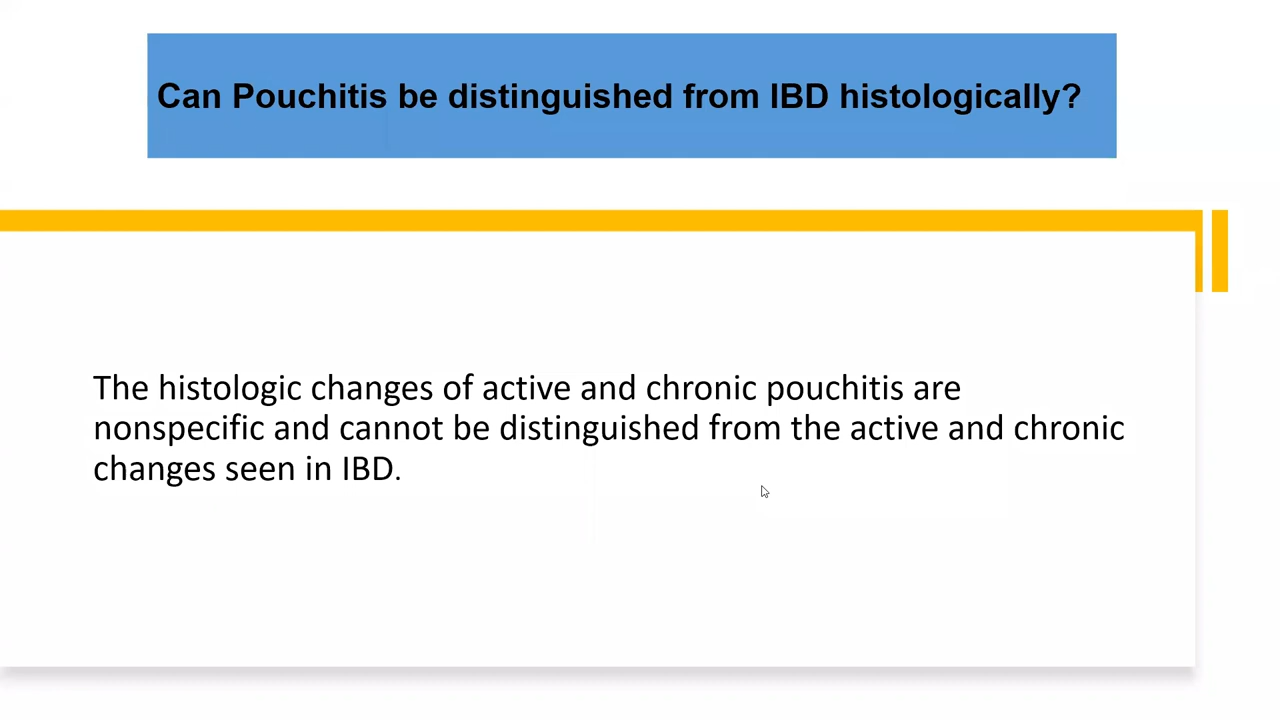 Can Pouchitis be distinguished from IBD histologically?
The histologic changes of active and chronic pouchitis are
nonspecific and cannot be distinguished from the active and chronic
changes seen in IBD.